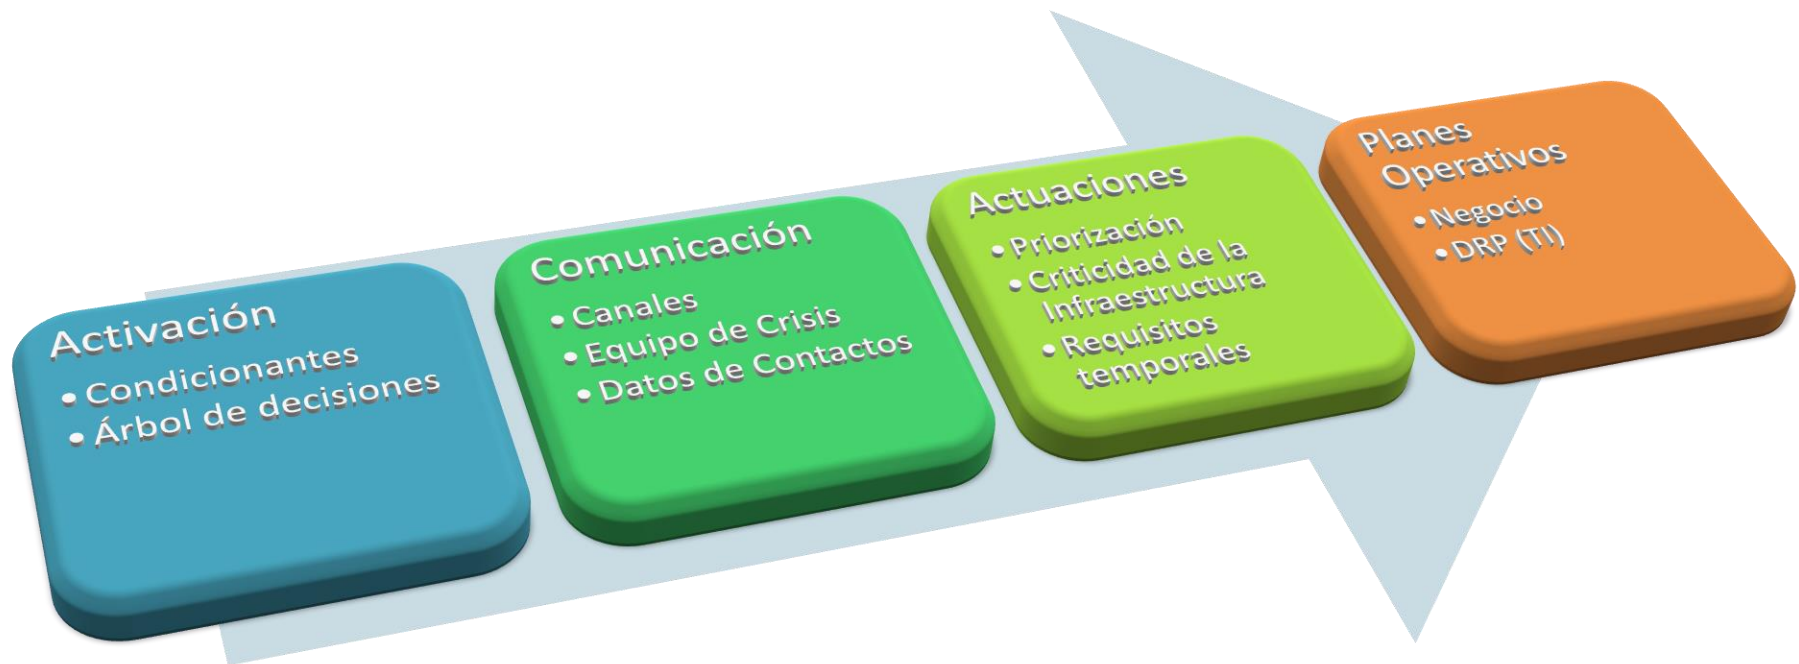 Activación
• Condicionantes
• Árbol de decisiones
Comunicación
• Canales
• Equipo de Crisis
• Datos de Contactos
Actuaciones
• Priorización
• Criticidad de la
Infraestructura
• Requisitos
temporales
Planes
Operativos
• Negocio
• DRP (TI)